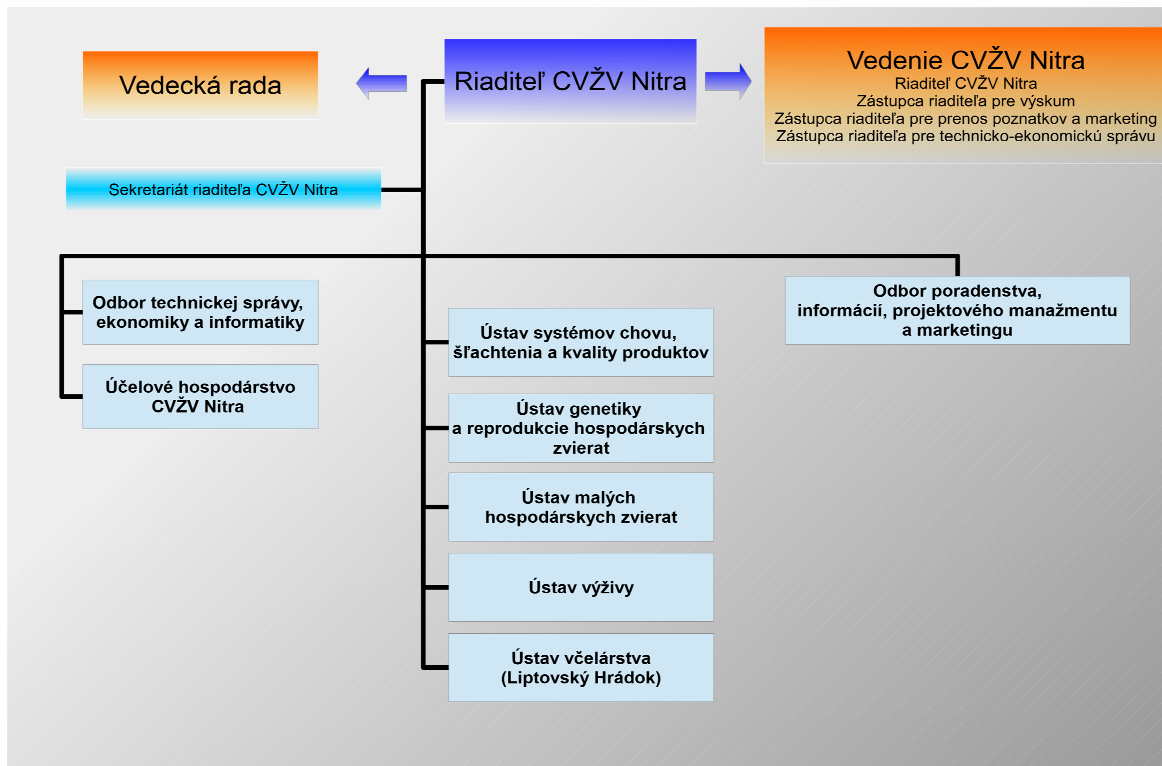 Vedecká rada
Riaditeľ CVŽV Nitra
Vedenie CVŽV Nitra
Riaditeľ CVŽV Nitra
Zástupca riaditeľa pre výskum
Zástupca riaditeľa pre prenos poznatkov a marketing
Zástupca riaditeľa pre technicko-ekonomickú správu
Sekretariát riaditeľa CVŽV Nitra
Odbor technickej správy,
ekonomiky a informatiky
Účelové hospodárstvo
CVŽV Nitra
Ústav systémov chovu,
šľachtenia a kvality produktov
Ústav genetiky
a reprodukcie hospodárskych
zvierat
Ústav malých
hospodárskych zvierat
Ústav výživy
Ústav včelárstva
(Liptovský Hrádok)
Odbor poradenstva,
informácií, projektového manažmentu
a marketingu